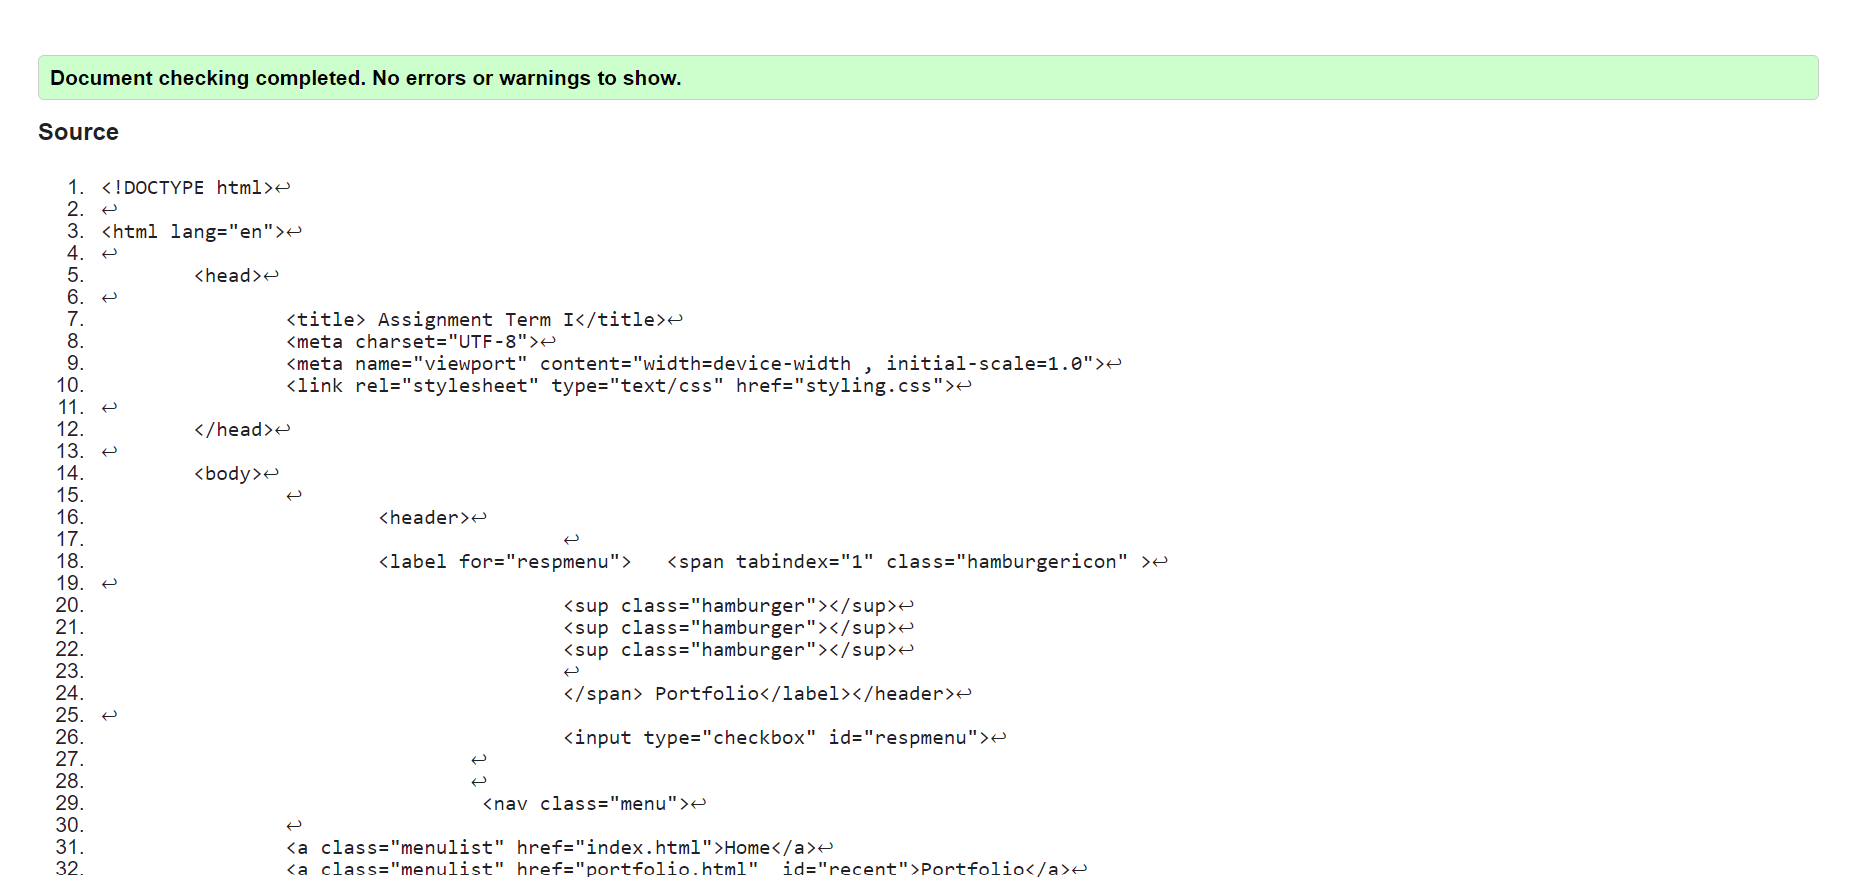 Document checking completed. No errors or warnings to show.
Source
1. <!DOCTYPE html>↩
2. ↩
3. <html lang="en">↩
4. ↩
5. <head>↩
6. ↩
7. <title> Assignment Term I</title>↩
8. <meta charset="UTF-8">↩
9. <meta name="viewport" content="width=device-width , initial-scale=1.0">↩
10. <link rel="stylesheet" type="text/css" href="styling.css">↩
11. ↩
12. </head>↩
13. ↩
14. <body>↩
15. ↩
16. <header>↩
17. ↩
18. <label for="respmenu">   <span tabindex="1" class="hamburgericon" >↩
19. ↩
20. <sup class="hamburger"></sup>↩
21. <sup class="hamburger"></sup>↩
22. <sup class="hamburger"></sup>↩
23. ↩
24. </span> Portfolio</label></header>↩
25. ↩
26. <input type="checkbox" id="respmenu">↩
27. ↩
28. ↩
29. <nav class="menu">↩
30. ↩
31. <a class="menulist" href="index.html">Home</a>↩
32. <a class="menulist" href="portfolio.html"  id="recent">Portfolio</a>↩